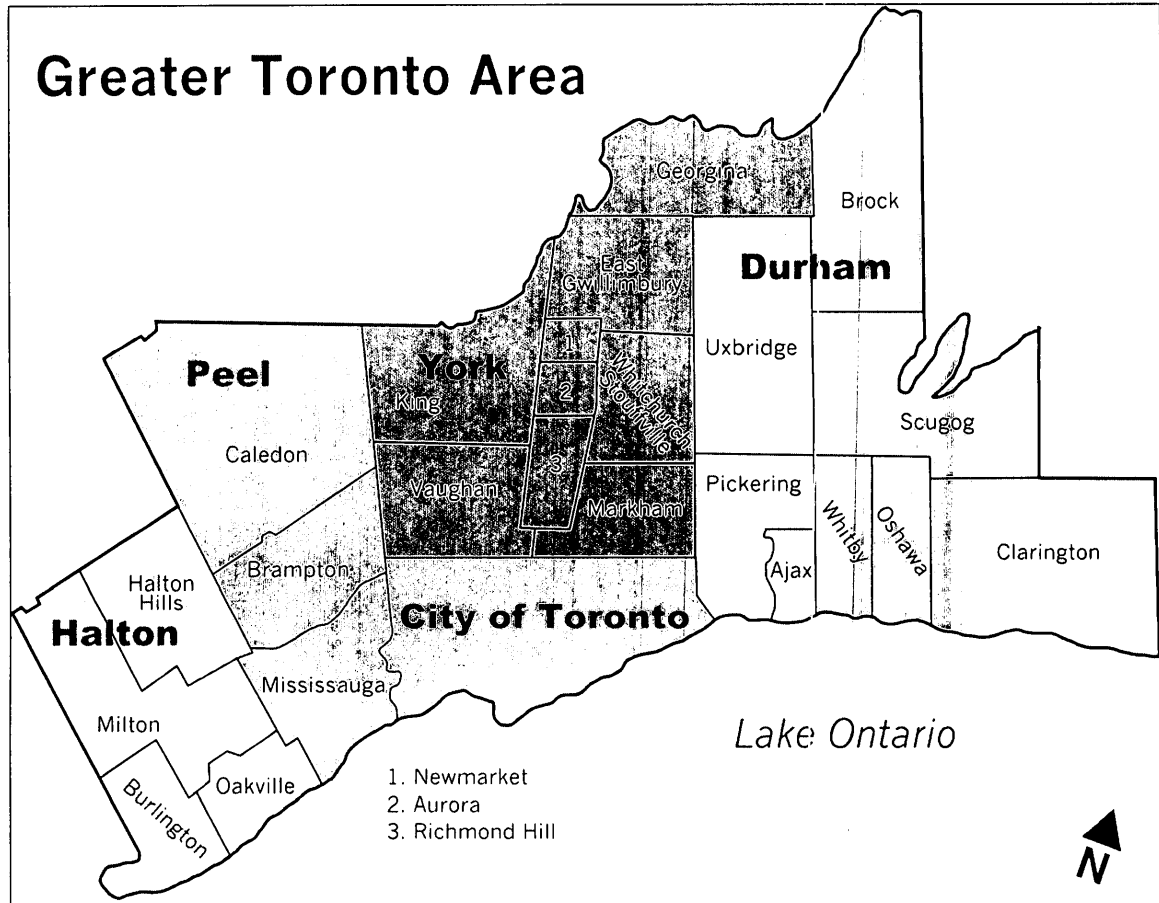 Greater Toronto Area
Georgina
Brock
East
Gwillimbury
Durham
1
Uxbridge
Peel
York
Whitchurch
Stouffville
2
King
Scugog
Caledon
3
Vaughan
Pickering
Markham
Whitby
Oshawa
Clarington
Brampton
Ajax
Halton
Hills
City of Toronto
Halton
Mississauga
Milton
Lake Ontario
Oakville
Burlington
1. Newmarket
2. Aurora
3. Richmond Hill
N